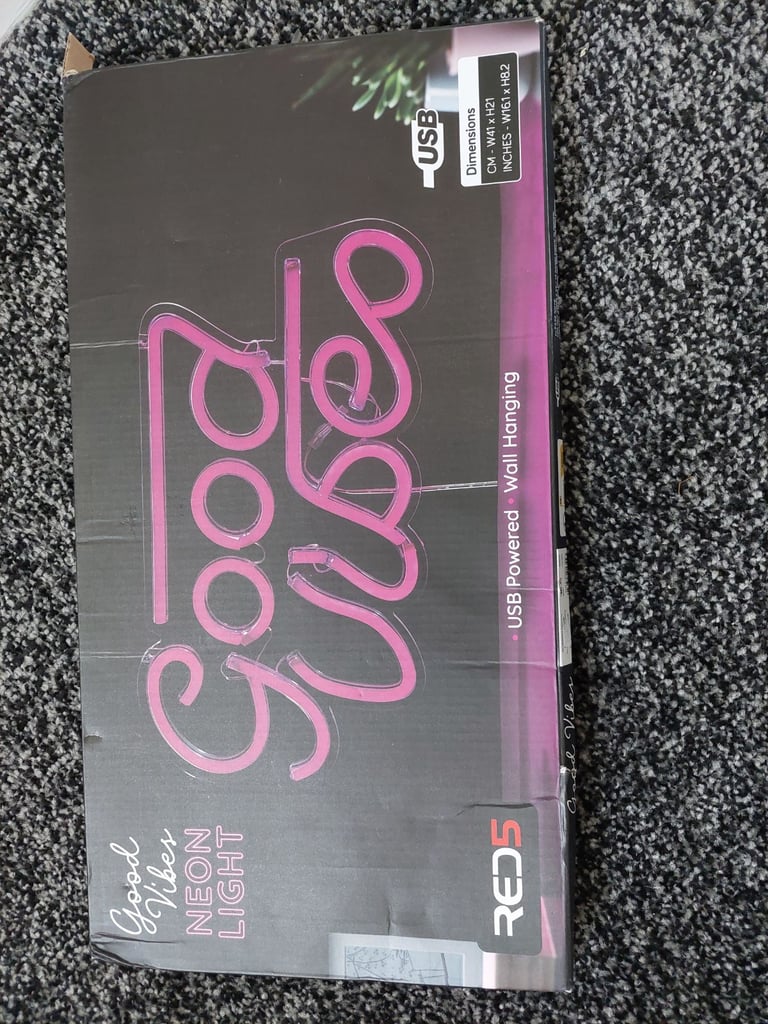 Good
Vibes
NEON
LIGHT
Good
Vibes
USB
Dimensions
CM - W41 x H21
INCHES - W16.1 x H8.2
• USB Powered • Wall Hanging
RED5
Good Vibes